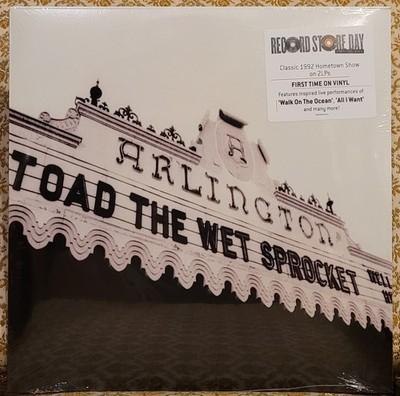 RECORD STORE DAY
Classic 1992 Hometown Show
on 2LPs
FIRST TIME ON VINYL
Features inspired live performances of
'Walk On The Ocean', 'All I Want'
and many more!
A
ARLINGTON
TOAD THE WET SPROCKET